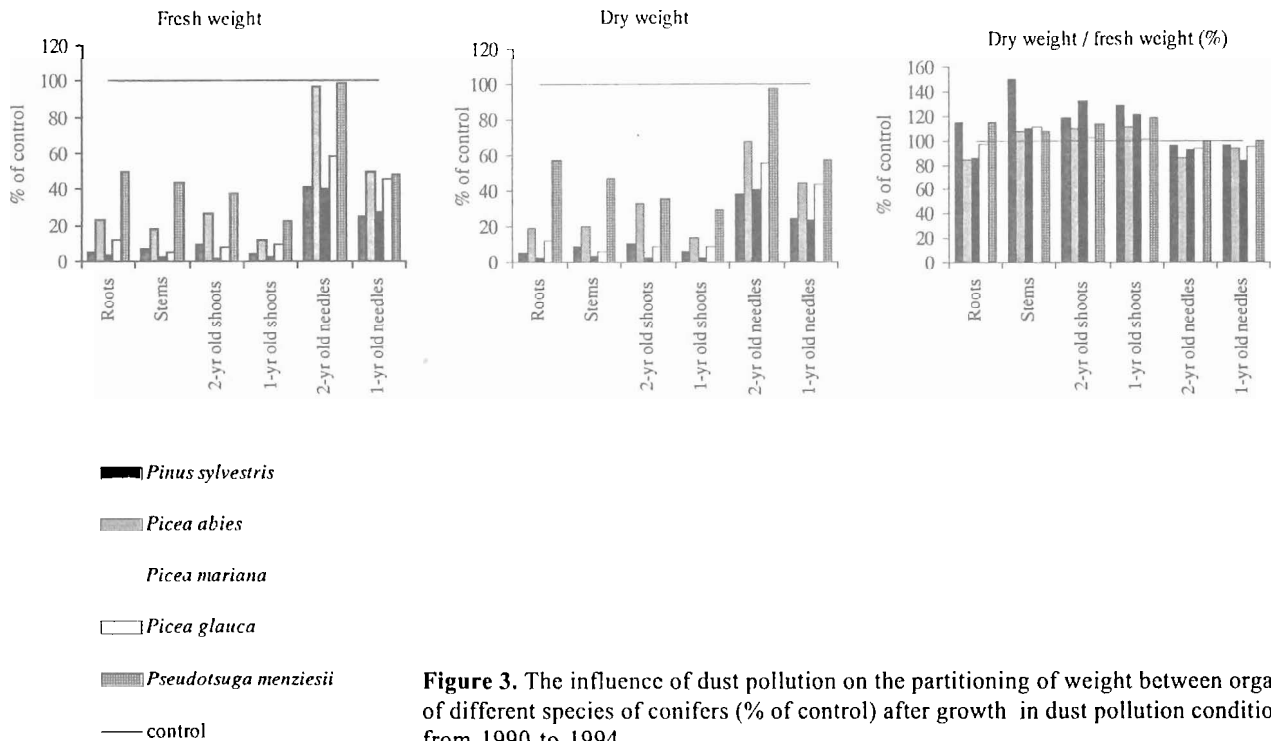 Fresh weight
120
100
80
60
40
20
0
% of control
Roots
Stems
2-yr old shoots
1-yr old shoots
2-yr old needles
1-yr old needles
Dry weight
120
100
80
60
40
20
0
% of control
Roots
Stems
2-yr old shoots
1-yr old shoots
2-yr old needles
1-yr old needles
Dry weight / fresh weight (%)
160
140
120
100
80
60
40
20
0
% of control
Roots
Stems
2-yr old shoots
1-yr old shoots
2-yr old needles
1-yr old needles
Pinus sylvestris
Picea abies
Picea mariana
Picea glauca
Pseudotsuga menziesii
control
Figure 3. The influence of dust pollution on the partitioning of weight between orga
of different species of conifers (% of control) after growth in dust pollution conditio
from 1990 to 1994